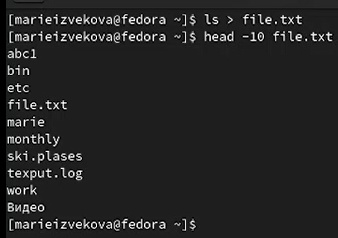 [marieizvekova@fedora ~]$ ls > file.txt
[marieizvekova@fedora ~]$ head -10 file.txt
abc1
bin
etc
file.txt
marie
monthly
ski.plases
texput.log
work
Видео
[marieizvekova@fedora ~]$